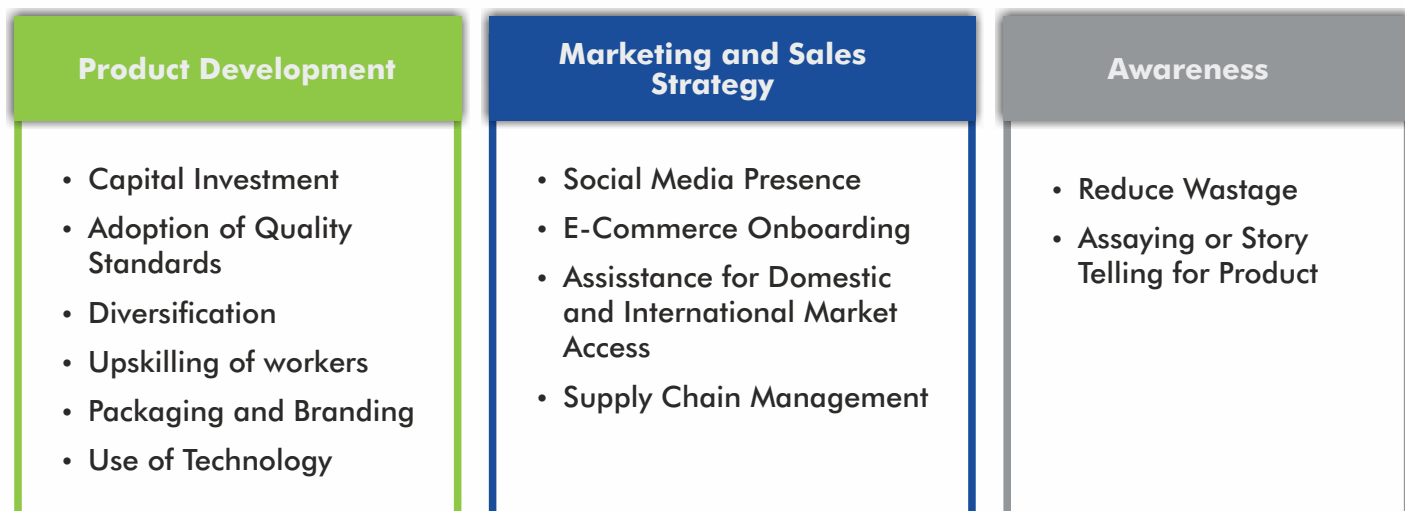 Product Development
• Capital Investment
• Adoption of Quality
Standards
• Diversification
• Upskilling of workers
• Packaging and Branding
• Use of Technology
Marketing and Sales
Strategy
• Social Media Presence
• E-Commerce Onboarding
• Assisstance for Domestic
and International Market
Access
• Supply Chain Management
Awareness
• Reduce Wastage
• Assaying or Story
Telling for Product